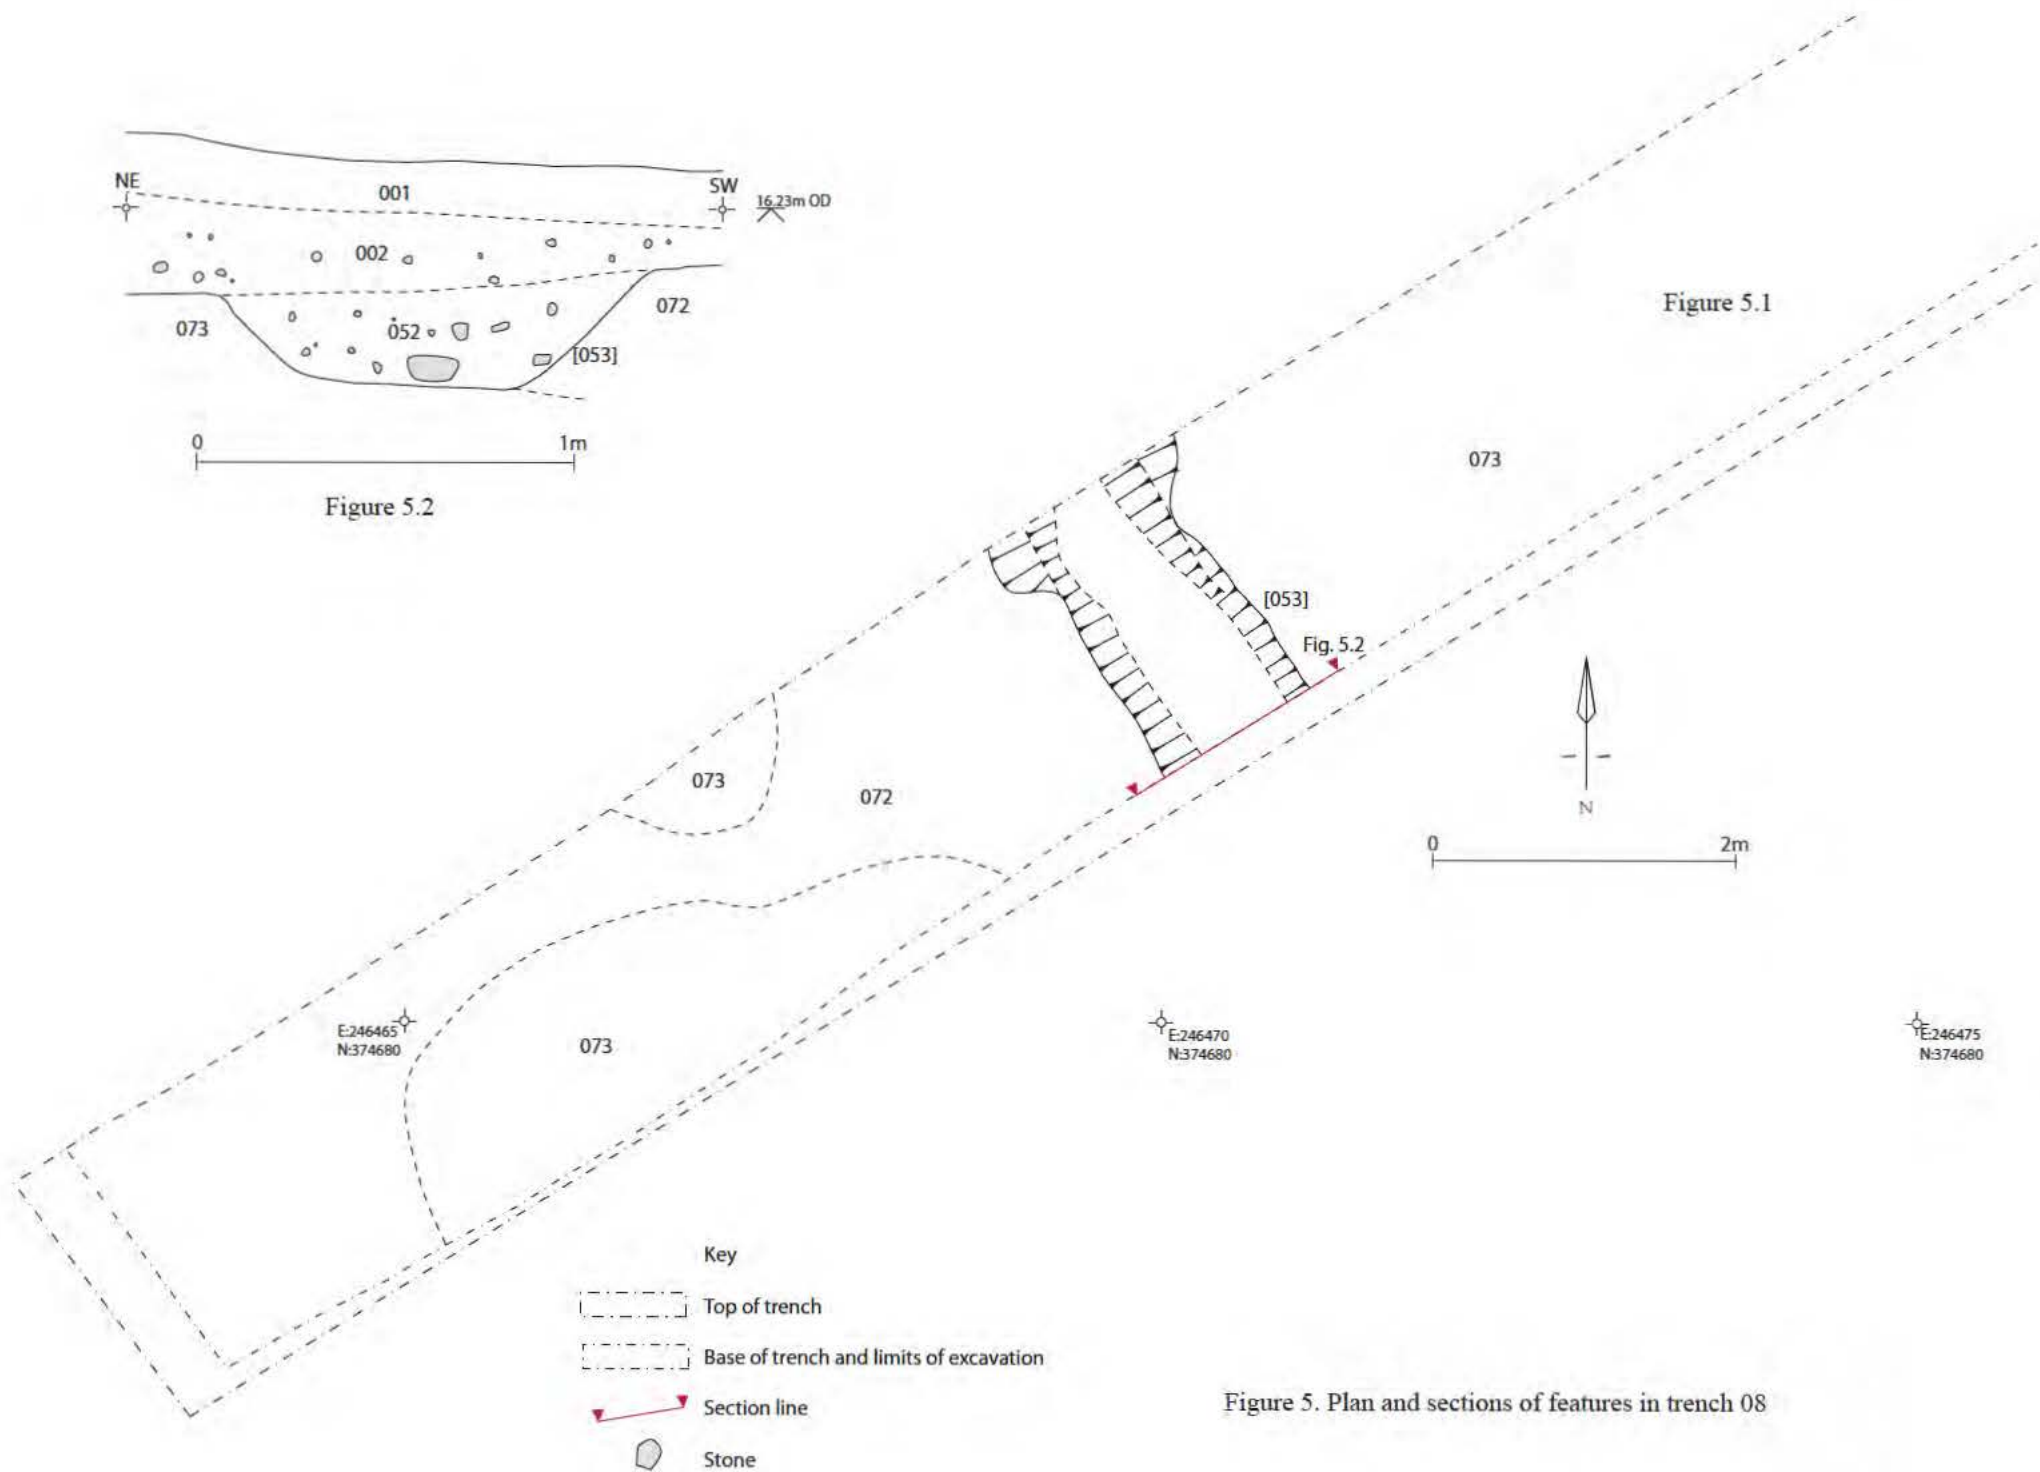 NE
001
SW
16.23m OD
002
073
052
072
[053]
0 1m
Figure 5.2
Figure 5.1
073
[053]
Fig. 5.2
073
072
N
0 2m
E:246465
N:374680
073
E:246470
N:374680
E:246475
N:374680
Key
Top of trench
Base of trench and limits of excavation
Section line
Stone
Figure 5. Plan and sections of features in trench 08